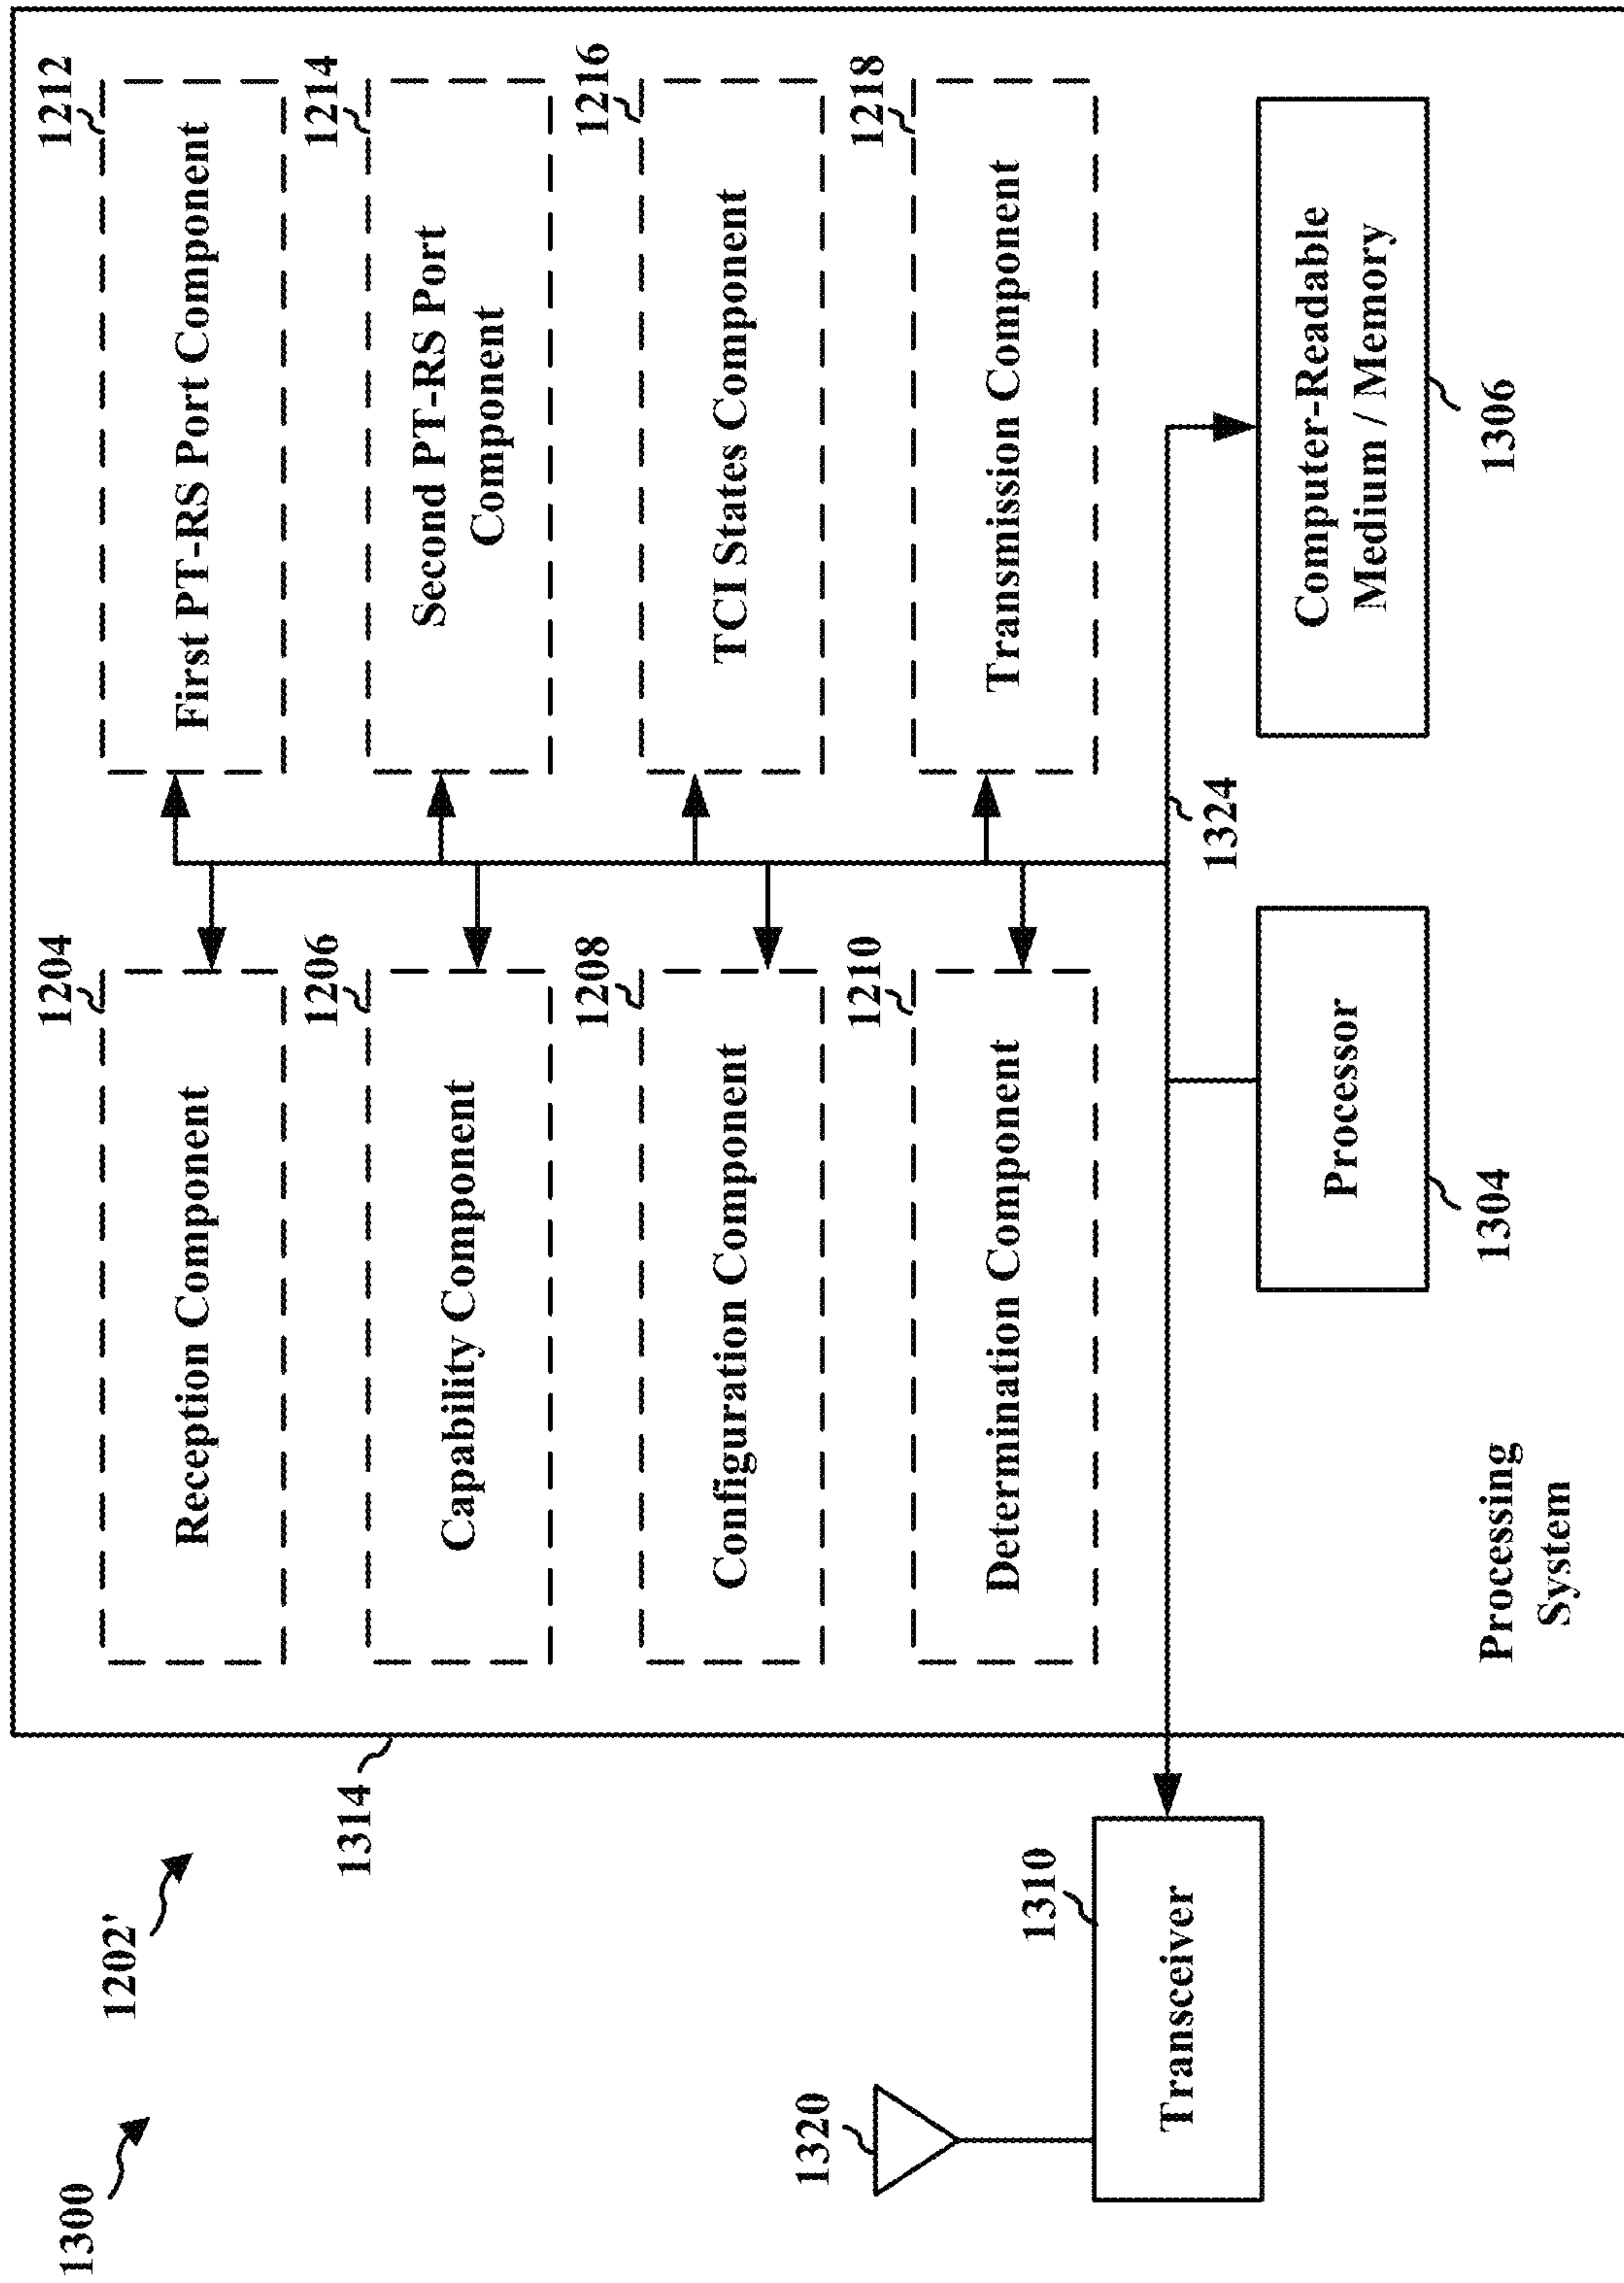 1300
1202'
1314
1204
Reception Component
1212
First PT-RS Port Component
1206
Capability Component
1214
Second PT-RS Port
Component
1208
Configuration Component
1216
TCI States Component
1210
Determination Component
1218
Transmission Component
1320
1310
Transceiver
1324
Processor
1304
Computer-Readable
Medium / Memory
1306
Processing
System